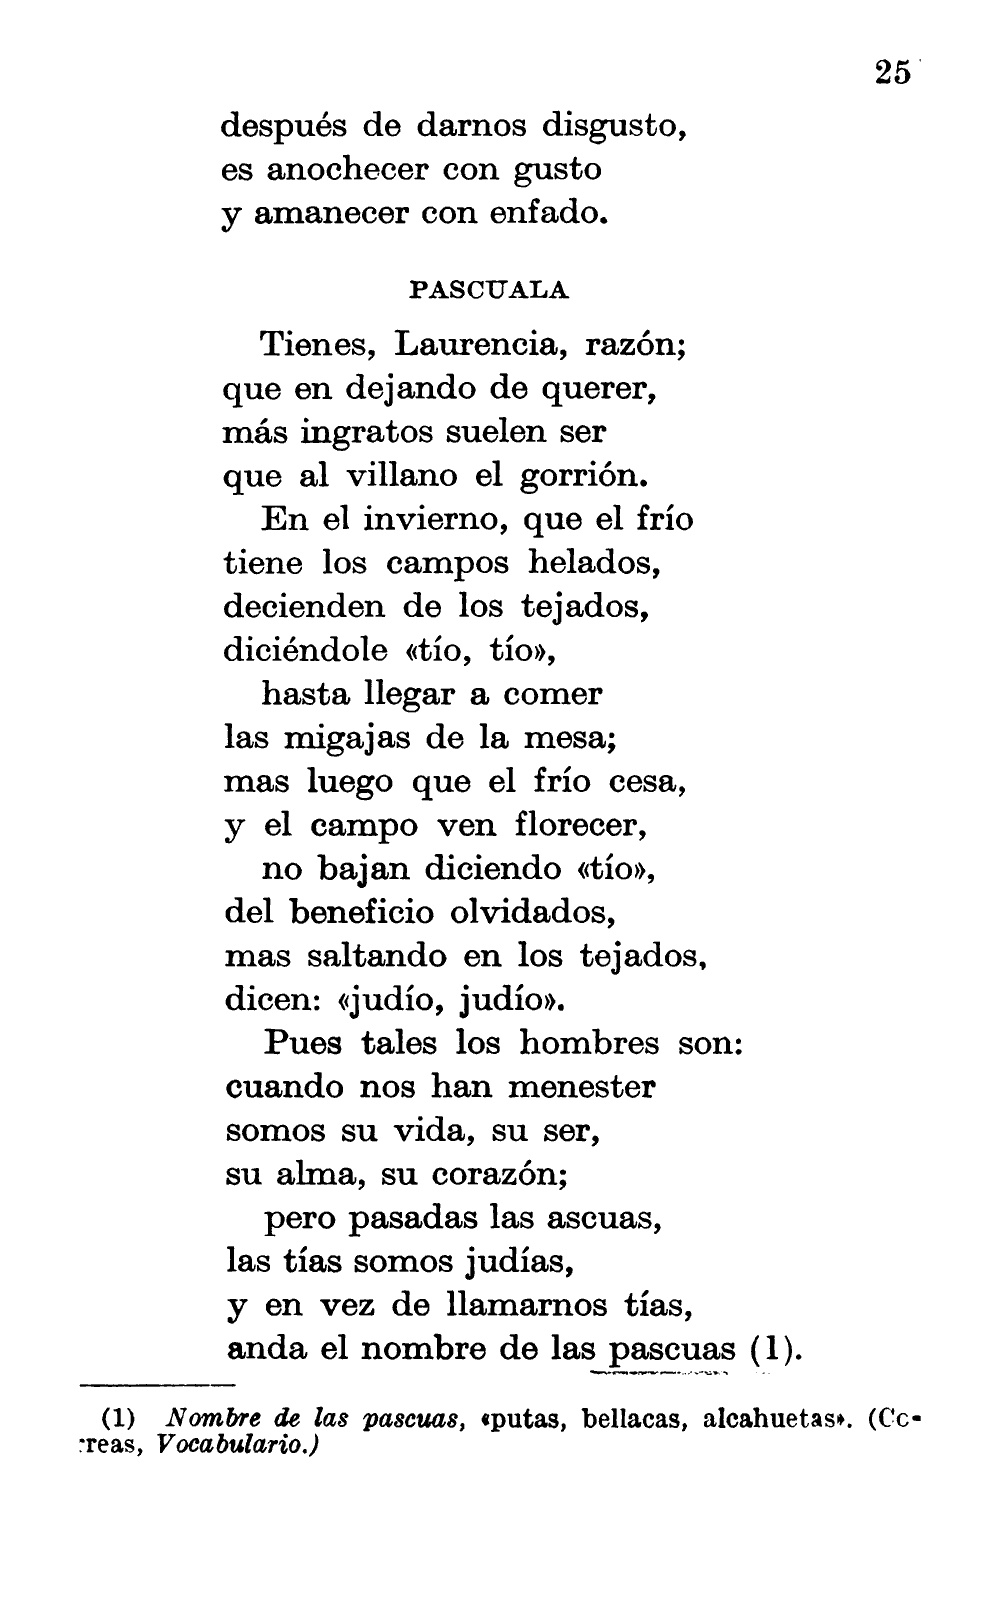 25
después de darnos disgusto,
es anochecer con gusto
y amanecer con enfado.
PASCUALA
Tienes, Laurencia, razón;
que en dejando de querer,
más ingratos suelen ser
que al villano el gorrión.
En el invierno, que el frío
tiene los campos helados,
decienden de los tejados,
diciéndole «tío, tío»,
hasta llegar a comer
las migajas de la mesa;
mas luego que el frío cesa,
y el campo ven florecer,
no bajan diciendo «tío»,
del beneficio olvidados,
mas saltando en los tejados,
dicen: «judío, judío».
Pues tales los hombres son:
cuando nos han menester
somos su vida, su ser,
su alma, su corazón;
pero pasadas las ascuas,
las tías somos judías,
y en vez de llamarnos tías,
anda el nombre de las pascuas (1).
(1) Nombre de las pascuas, «putas, bellacas, alcahuetas». (Co-
rreas, Vocabulario.)